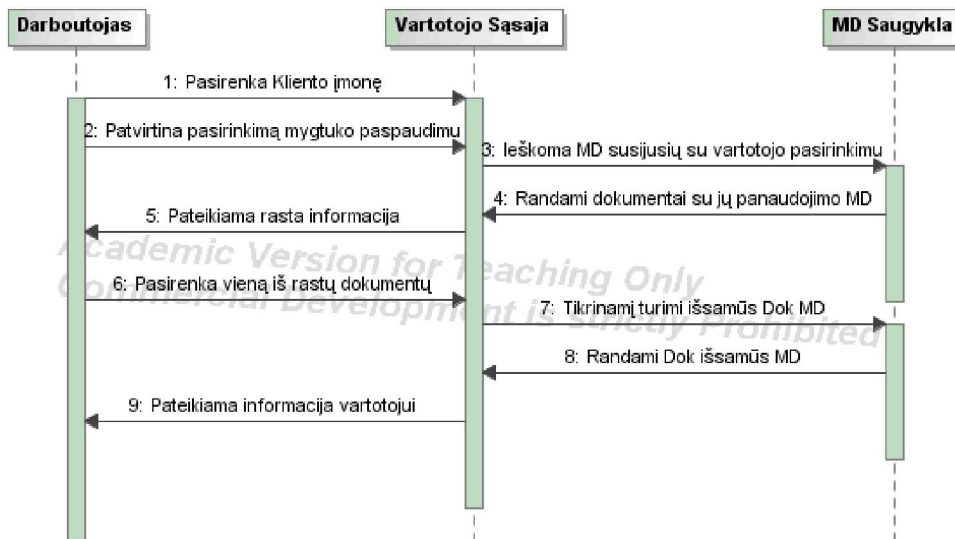 Darboutojas
Vartotojo Sąsaja
MD Saugykla
1: Pasirenka Kliento įmonę
2: Patvirtina pasirinkimą mygtuko paspaudimu
3: Ieškoma MD susijusių su vartotojo pasirinkimu
4: Randami dokumentai su jų panaudojimo MD
5: Pateikiama rasta informacija
Academic Version for Teaching Only
Commercial Development is strictly Prohibited
6: Pasirenka vieną iš rastų dokumentų
7: Tikrinamį turimi išsamūs Dok MD
8: Randami Dok išsamūs MD
9: Pateikiama informacija vartotojui